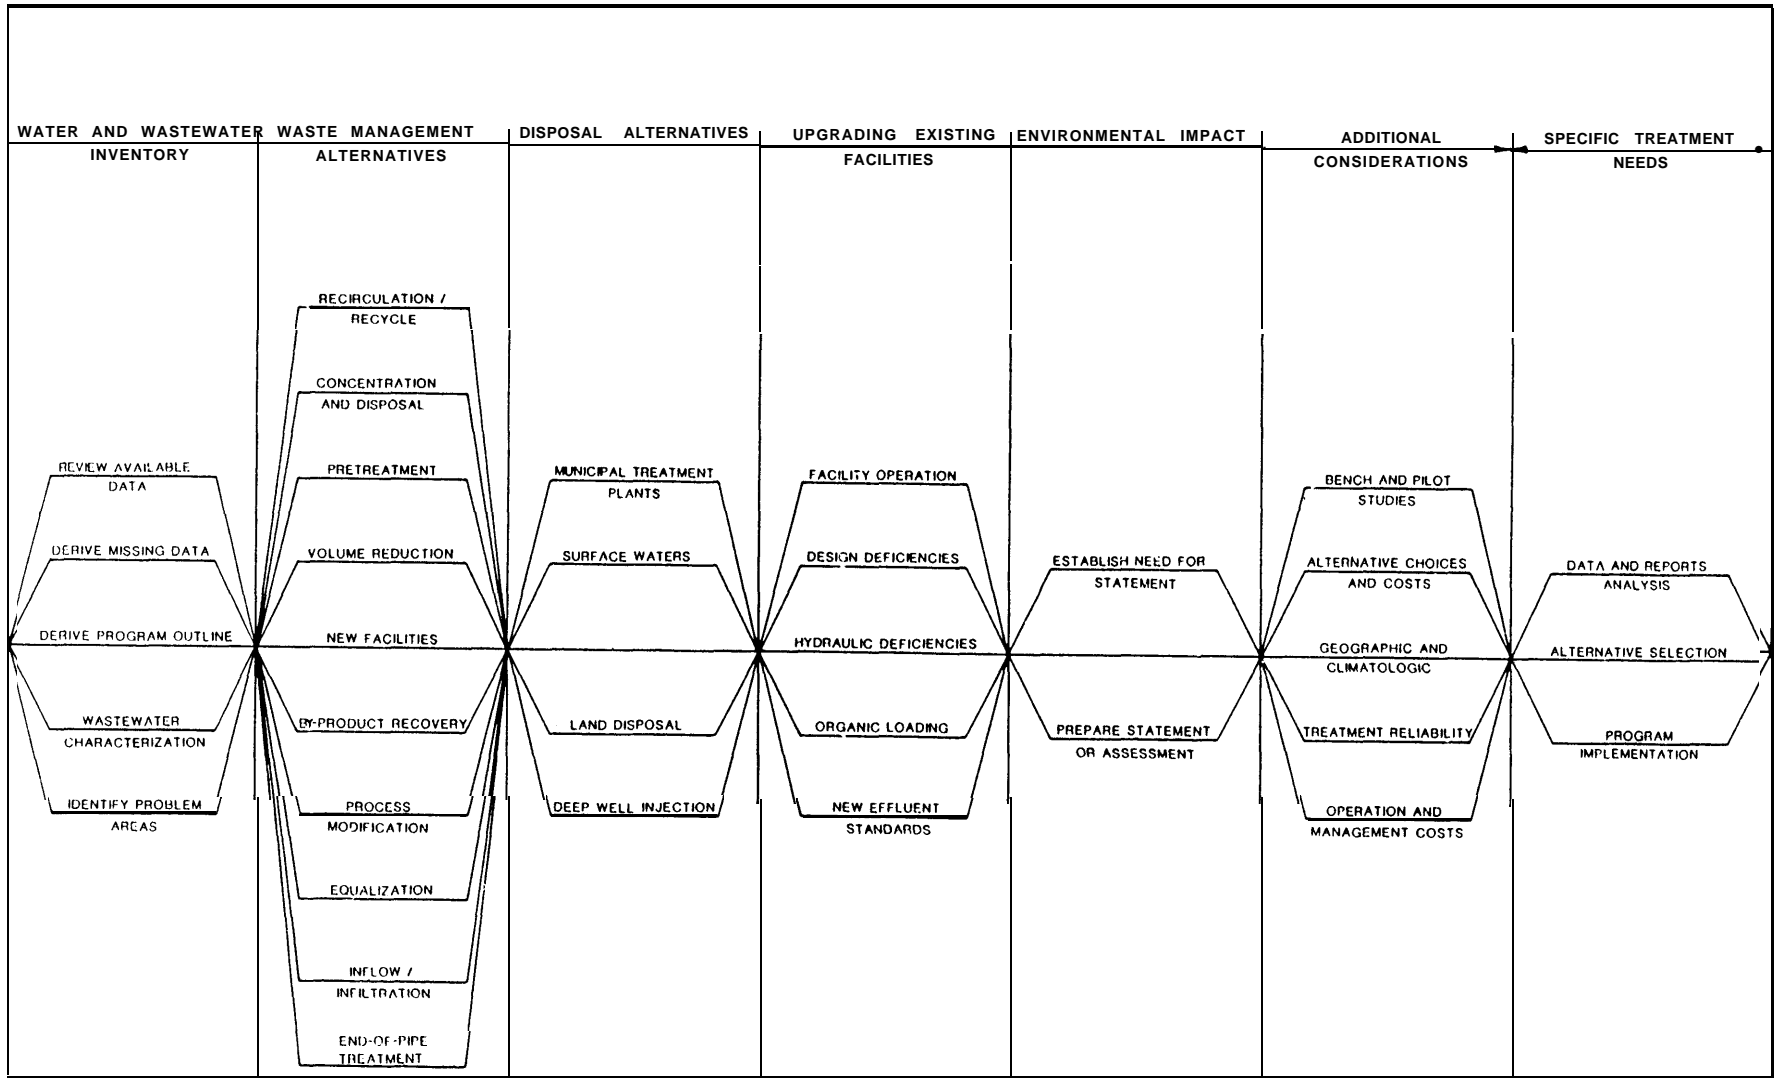 WATER AND WASTEWATER
INVENTORY
REVIEW AVAILABLE
DATA
DERIVE MISSING DATA
DERIVE PROGRAM OUTLINE
WASTEWATER
CHARACTERIZATION
IDENTIFY PROBLEM
AREAS
WASTE MANAGEMENT
ALTERNATIVES
RECIRCULATION /
RECYCLE
CONCENTRATION
AND DISPOSAL
PRETREATMENT
VOLUME REDUCTION
NEW FACILITIES
BY-PRODUCT RECOVERY
PROCESS
MODIFICATION
EQUALIZATION
INFLOW /
INFILTRATION
END-OF-PIPE
TREATMENT
DISPOSAL ALTERNATIVES
MUNICIPAL TREATMENT
PLANTS
SURFACE WATERS
LAND DISPOSAL
DEEP WELL INJECTION
UPGRADING EXISTING
FACILITIES
FACILITY OPERATION
DESIGN DEFICIENCIES
HYDRAULIC DEFICIENCIES
ORGANIC LOADING
NEW EFFLUENT
STANDARDS
ENVIRONMENTAL IMPACT
ESTABLISH NEED FOR
STATEMENT
PREPARE STATEMENT
OR ASSESSMENT
ADDITIONAL
CONSIDERATIONS
BENCH AND PILOT
STUDIES
ALTERNATIVE CHOICES
AND COSTS
GEOGRAPHIC AND
CLIMATOLOGIC
TREATMENT RELIABILITY
OPERATION AND
MANAGEMENT COSTS
SPECIFIC TREATMENT
NEEDS
DATA AND REPORTS
ANALYSIS
ALTERNATIVE SELECTION
PROGRAM
IMPLEMENTATION